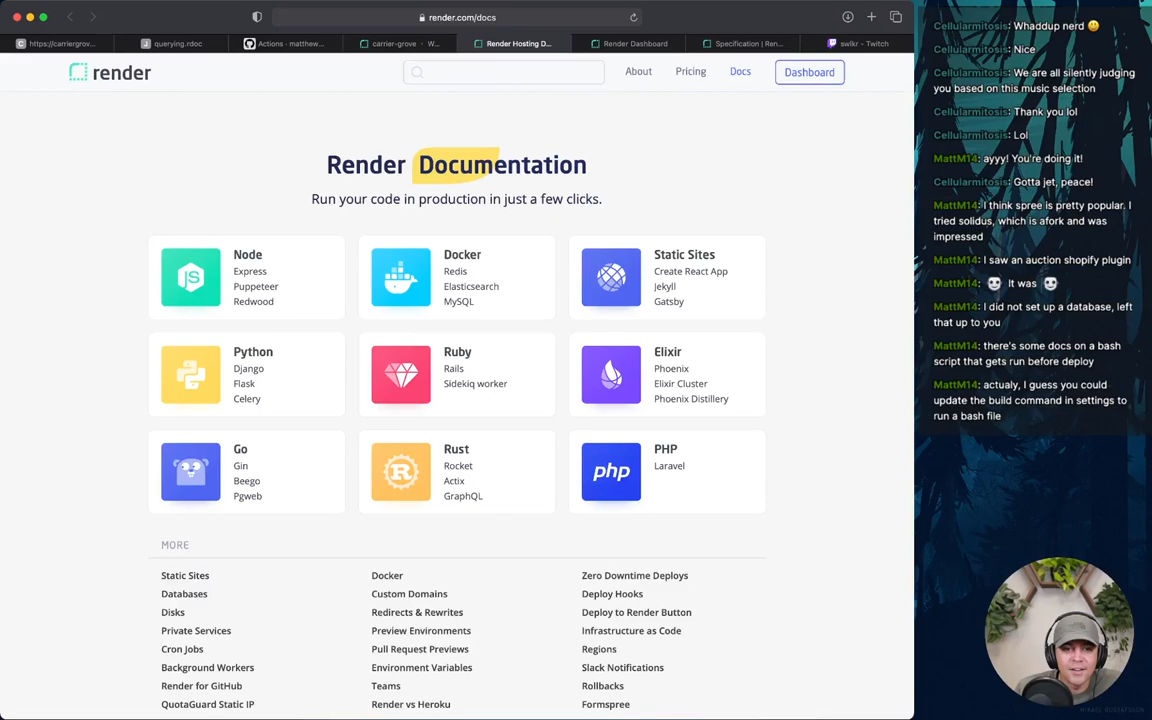 render.com/docs
https://carriergrov...
querying.rdoc
Actions · matthew...
carrier-grove · W...
Render Hosting D...
Render Dashboard
Specification | Ren...
swlkr - Twitch
render
About
Pricing
Docs
Dashboard
Render Documentation
Run your code in production in just a few clicks.
Node
Express
Puppeteer
Redwood
Docker
Redis
Elasticsearch
MySQL
Static Sites
Create React App
Jekyll
Gatsby
Python
Django
Flask
Celery
Ruby
Rails
Sidekiq worker
Elixir
Phoenix
Elixir Cluster
Phoenix Distillery
Go
Gin
Beego
Pgweb
Rust
Rocket
Actix
GraphQL
php
PHP
Laravel
MORE
Static Sites
Databases
Disks
Private Services
Cron Jobs
Background Workers
Render for GitHub
QuotaGuard Static IP
Docker
Custom Domains
Redirects & Rewrites
Preview Environments
Pull Request Previews
Environment Variables
Teams
Render vs Heroku
Zero Downtime Deploys
Deploy Hooks
Deploy to Render Button
Infrastructure as Code
Regions
Slack Notifications
Rollbacks
Formspree
Cellularmitosis: Whaddup nerd
Cellularmitosis: Nice
Cellularmitosis: We are all silently judging
you based on this music selection
Cellularmitosis: Thank you lol
Cellularmitosis: Lol
MattM14: ayyy! You're doing it!
Cellularmitosis: Gotta jet, peace!
MattM14: I think spree is pretty popular. I
tried solidus, which is afork and was
impressed
MattM14: I saw an auction shopify plugin
MattM14: It was
MattM14: I did not set up a database, left
that up to you
MattM14: there's some docs on a bash
script that gets run before deploy
MattM14: actualy, I guess you could
update the build command in settings to
run a bash file
MIKAEL GUSTAFSSON